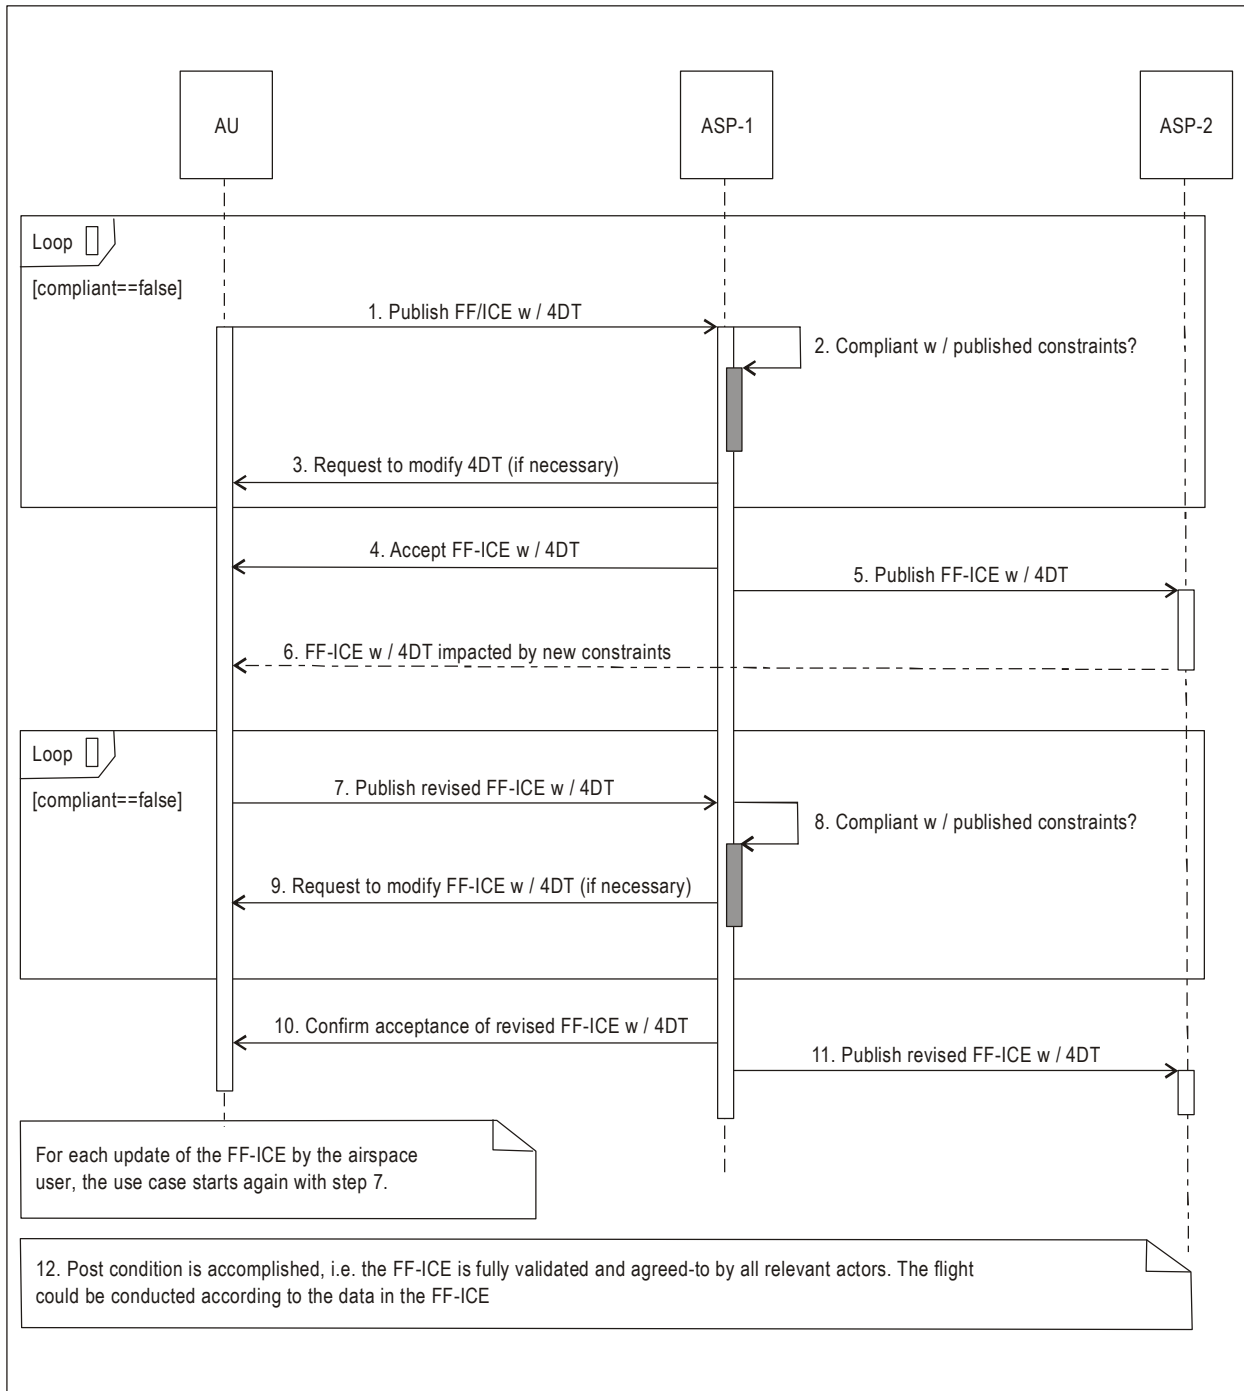 AU
ASP-1
ASP-2
Loop
[compliant==false]
1. Publish FF/ICE w / 4DT
2. Compliant w / published constraints?
3. Request to modify 4DT (if necessary)
4. Accept FF-ICE w / 4DT
5. Publish FF-ICE w / 4DT
6. FF-ICE w / 4DT impacted by new constraints
Loop
[compliant==false]
7. Publish revised FF-ICE w / 4DT
8. Compliant w / published constraints?
9. Request to modify FF-ICE w / 4DT (if necessary)
10. Confirm acceptance of revised FF-ICE w / 4DT
11. Publish revised FF-ICE w / 4DT
For each update of the FF-ICE by the airspace
user, the use case starts again with step 7.
12. Post condition is accomplished, i.e. the FF-ICE is fully validated and agreed-to by all relevant actors. The flight
could be conducted according to the data in the FF-ICE